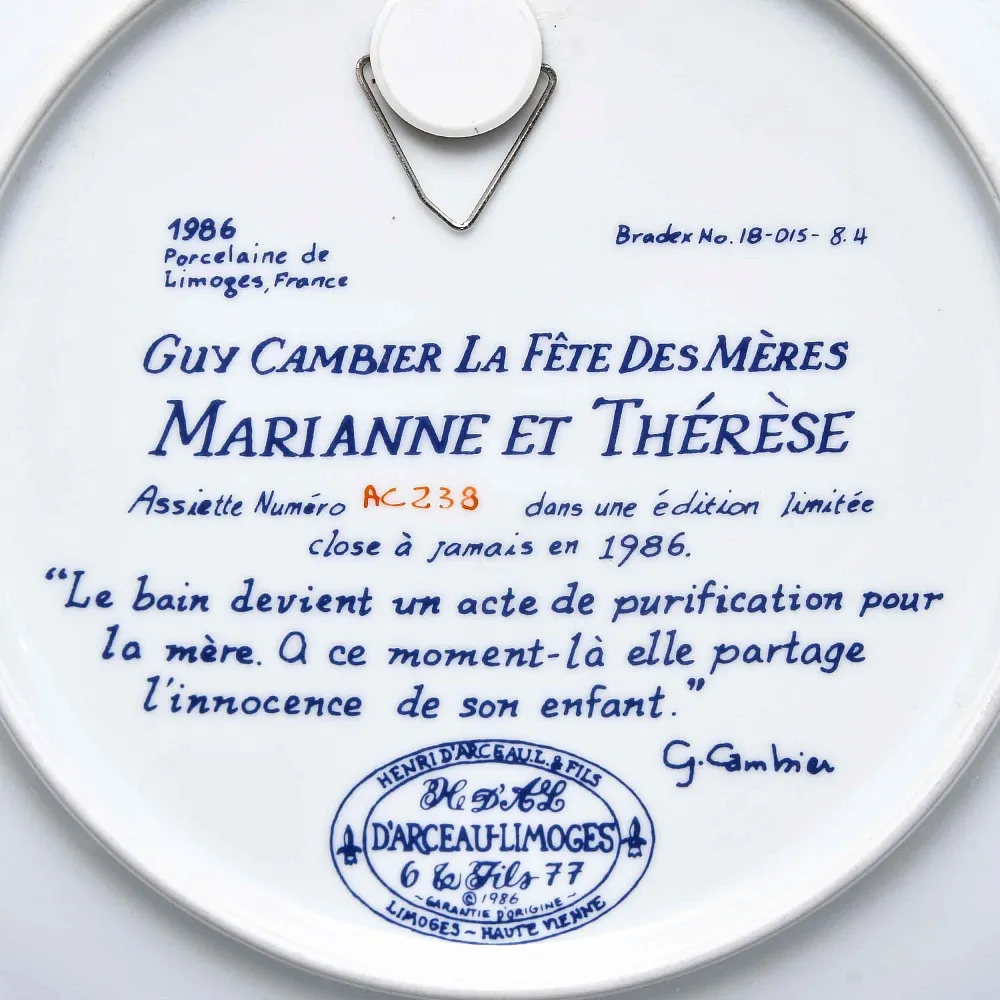 1986
Porcelaine de
Limoges, France
Bradex No. 18-D15- 8.4
GUY CAMBIER LA FÊTE DES MÈRES
MARIANNE ET THÉRÈSE
Assiette Numéro AC238 dans une édition limitée
close à jamais en 1986.
“Le bain devient un acte de purification pour
la mère. A ce moment-là elle partage
l'innocence de son enfant.”
G. Cambier
HENRI D'ARCEAU.L. & FILS
H D'A&L
D'ARCEAU-LIMOGES
6 & Fils 77
© 1986
~ GARANTIE D'ORIGINE ~
LIMOGES ~ HAUTE VIENNE